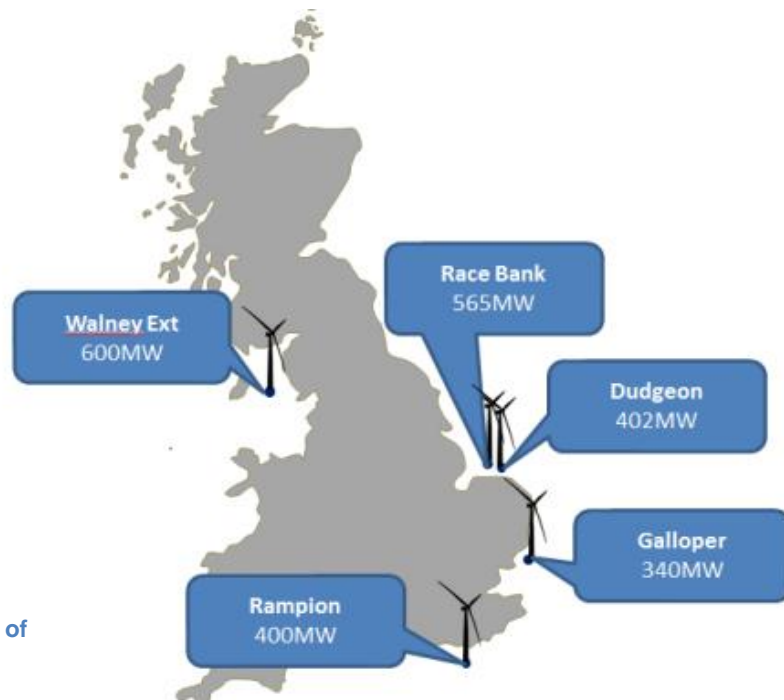 Race Bank
565MW
Walney Ext
600MW
Dudgeon
402MW
Galloper
340MW
Rampion
400MW
of